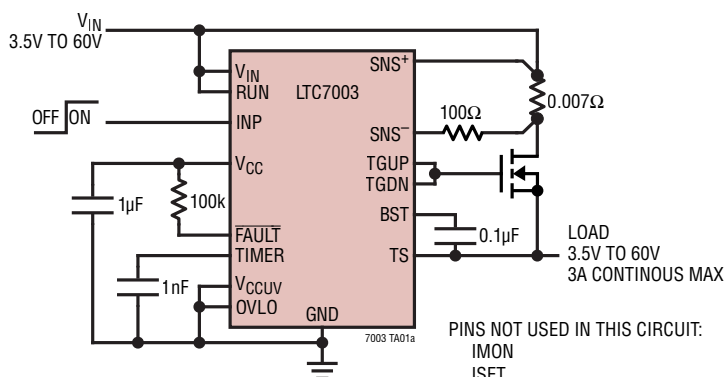 VIN
3.5V TO 60V
VIN
RUN
LTC7003
SNS+
0.007Ω
OFF ON
INP
100Ω
SNS−
VCC
TGUP
TGDN
1µF
100k
BST
0.1µF
FAULT
TIMER
TS
LOAD
3.5V TO 60V
3A CONTINOUS MAX
1nF
VCCUV
OVLO
GND
7003 TA01a
PINS NOT USED IN THIS CIRCUIT:
IMON
ISET